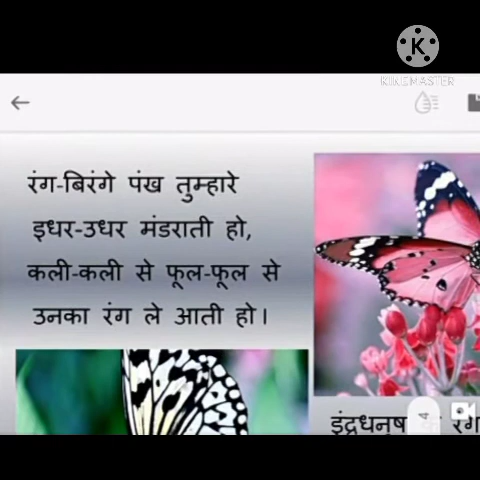 KINEMASTER
रंग-बिरंगे पंख तुम्हारे
इधर-उधर मंडराती हो,
कली-कली से फूल-फूल से
उनका रंग ले आती हो।
इंद्रधनुष के रंग